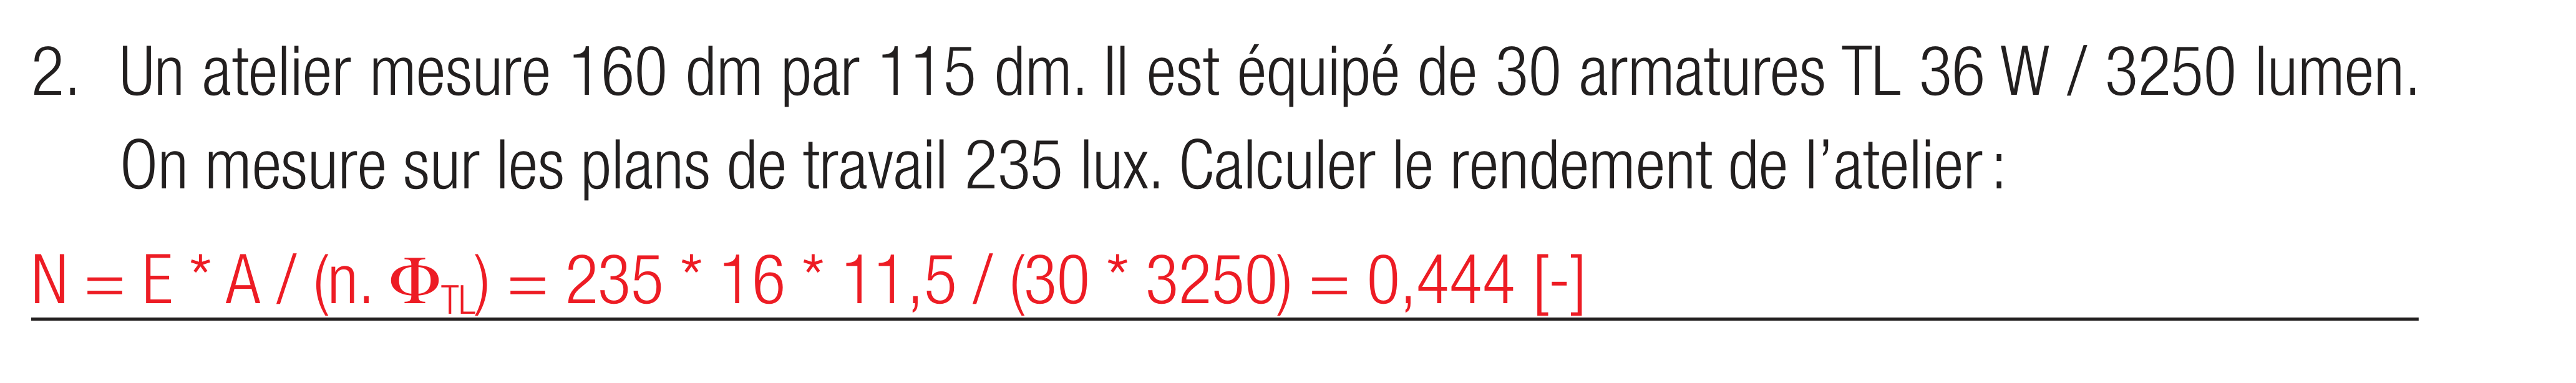 2. Un atelier mesure 160 dm par 115 dm. Il est équipé de 30 armatures TL 36 W / 3250 lumen.
On mesure sur les plans de travail 235 lux. Calculer le rendement de l’atelier :
N = E * A / (n. Φ_TL) = 235 * 16 * 11,5 / (30 * 3250) = 0,444 [-]